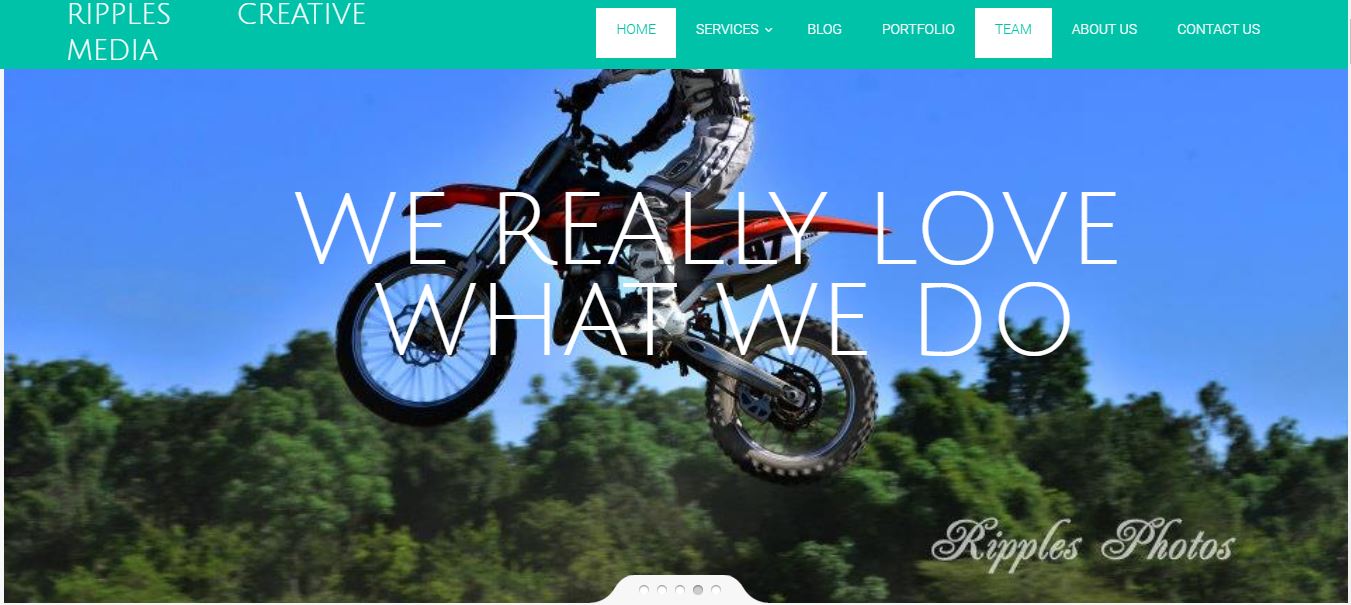 RIPPLES CREATIVE
MEDIA
HOME SERVICES BLOG PORTFOLIO TEAM ABOUT US CONTACT US
WE REALLY LOVE
WHAT WE DO
97
Ripples Photos